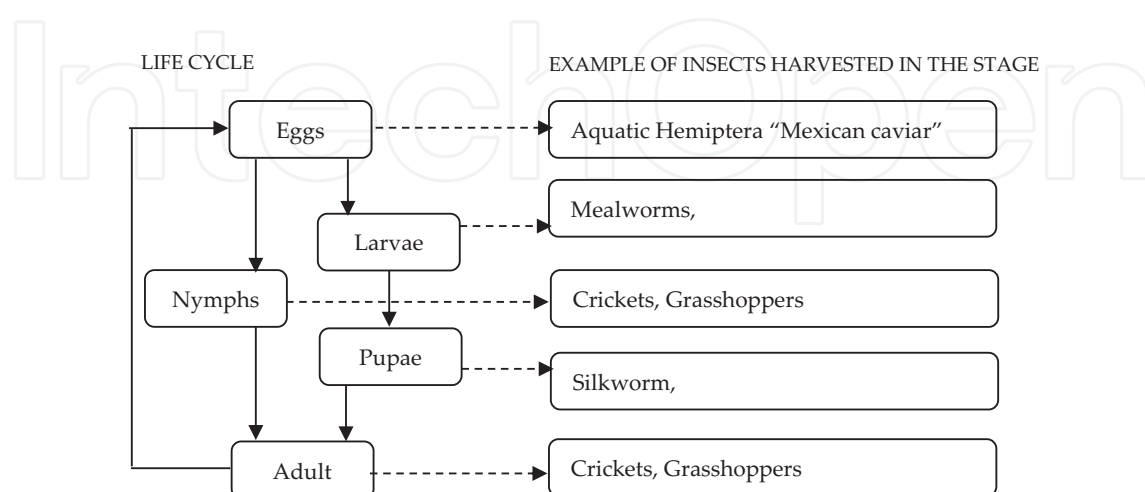 IntechOpen
LIFE CYCLE
EXAMPLE OF INSECTS HARVESTED IN THE STAGE
Eggs
Aquatic Hemiptera “Mexican caviar”
Mealworms,
Larvae
Nymphs
Crickets, Grasshoppers
Pupae
Silkworm,
Adult
Crickets, Grasshoppers